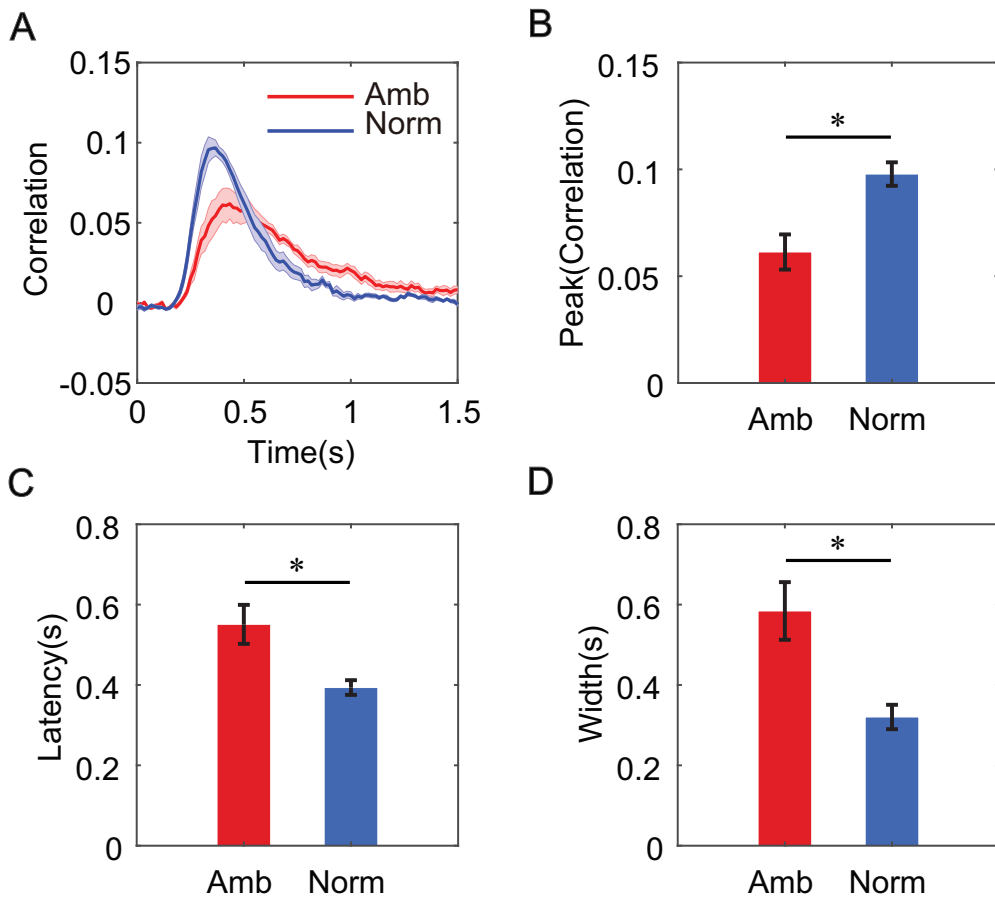 A
0.15
0.1
0.05
0
-0.05
Correlation
Amb
Norm
0
0.5
1
1.5
Time(s)
B
0.15
0.1
0.05
0
Peak(Correlation)
*
Amb
Norm
C
0.8
0.6
0.4
0.2
0
Latency(s)
*
Amb
Norm
D
0.8
0.6
0.4
0.2
0
Width(s)
*
Amb
Norm